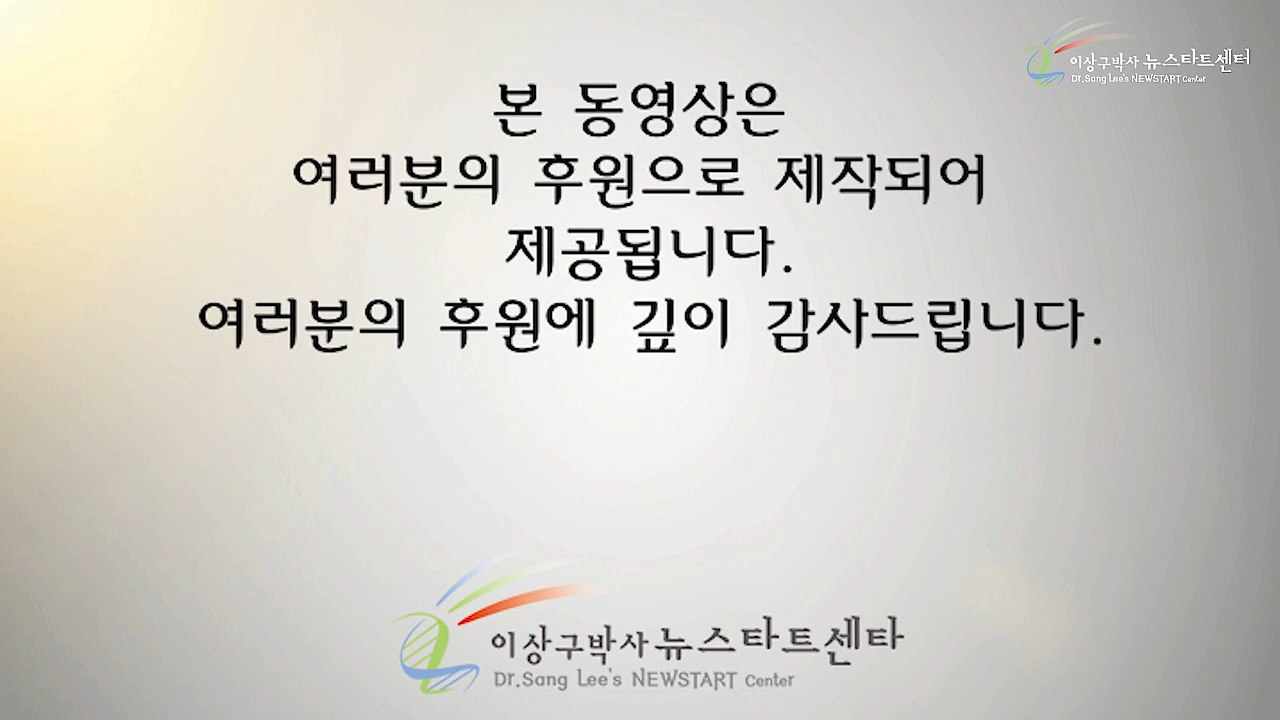 이상구박사 뉴스타트센터
Dr.Sang Lee's NEWSTART Center
본 동영상은
여러분의 후원으로 제작되어
제공됩니다.
여러분의 후원에 깊이 감사드립니다.
이상구박사 뉴스타트센타
Dr.Sang Lee's NEWSTART Center